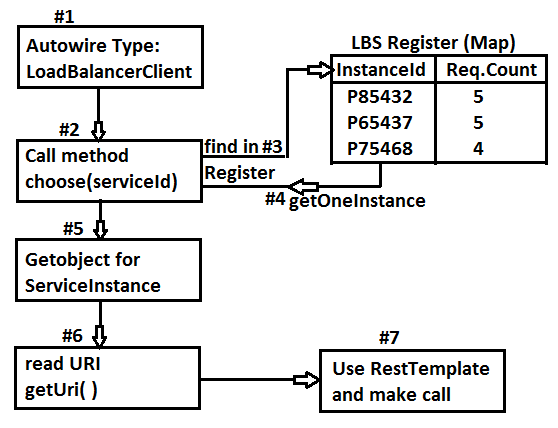 #1
Autowire Type:
LoadBalancerClient
#2
Call method
choose(serviceId)
find in #3
Register
LBS Register (Map)
InstanceId Req.Count
P85432 5
P65437 5
P75468 4
#4 getOneInstance
#5
Getobject for
ServiceInstance
#6
read URI
getUri( )
#7
Use RestTemplate
and make call